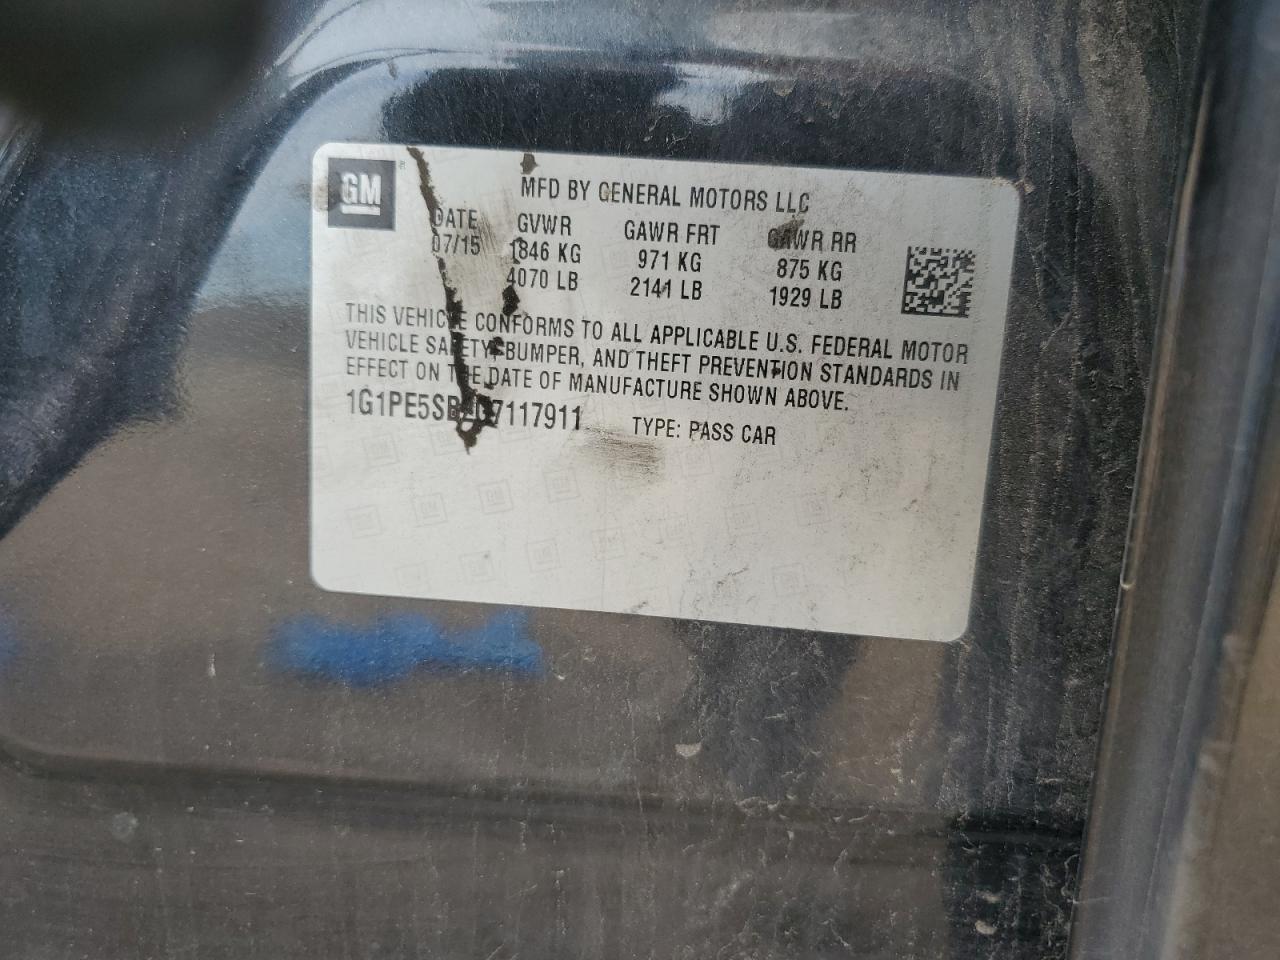 GM
MFD BY GENERAL MOTORS LLC
DATE GVWR GAWR FRT GAWR RR
07/15 1846 KG 971 KG 875 KG
4070 LB 2141 LB 1929 LB
THIS VEHICLE CONFORMS TO ALL APPLICABLE U.S. FEDERAL MOTOR
VEHICLE SAFETY, BUMPER, AND THEFT PREVENTION STANDARDS IN
EFFECT ON THE DATE OF MANUFACTURE SHOWN ABOVE.
TYPE: PASS CAR